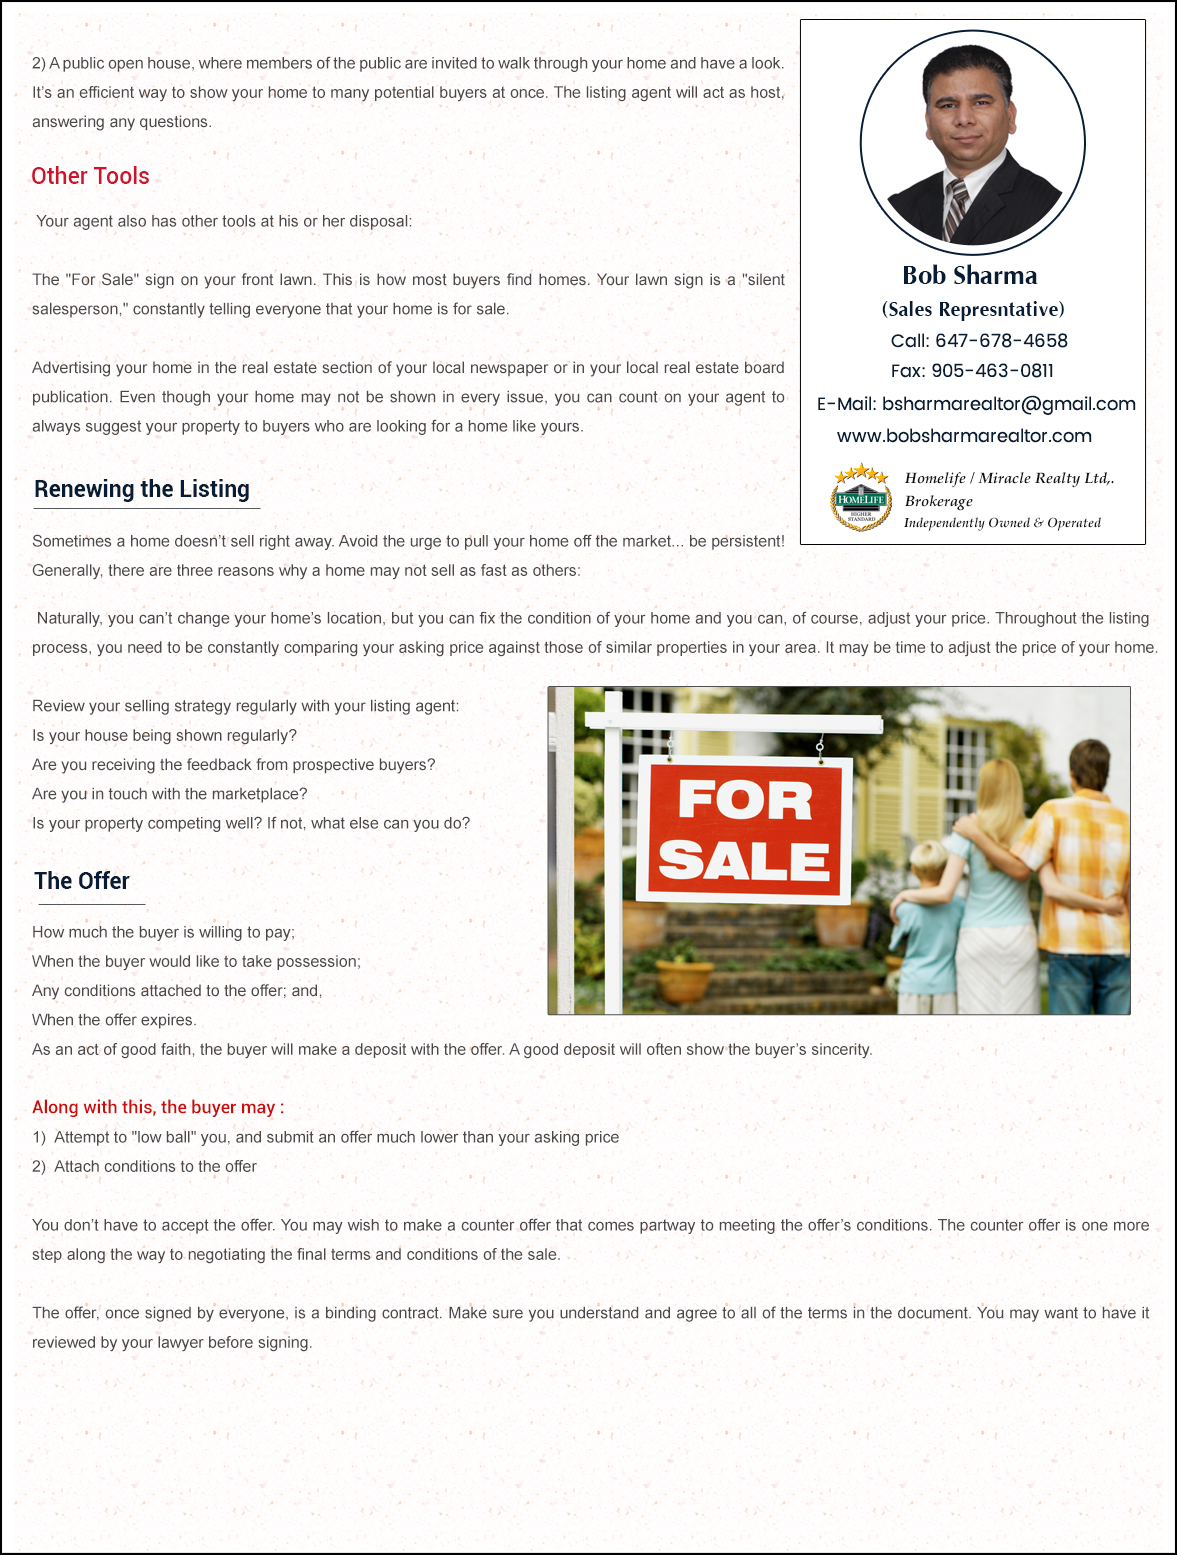 2) A public open house, where members of the public are invited to walk through your home and have a look.
It’s an efficient way to show your home to many potential buyers at once. The listing agent will act as host,
answering any questions.
Other Tools
Your agent also has other tools at his or her disposal:
The "For Sale" sign on your front lawn. This is how most buyers find homes. Your lawn sign is a "silent
salesperson," constantly telling everyone that your home is for sale.
Advertising your home in the real estate section of your local newspaper or in your local real estate board
publication. Even though your home may not be shown in every issue, you can count on your agent to
always suggest your property to buyers who are looking for a home like yours.
Bob Sharma
(Sales Represntative)
Call: 647-678-4658
Fax: 905-463-0811
E-Mail: bsharmarealtor@gmail.com
www.bobsharmarealtor.com
HOMELIFE
HIGHER
STANDARD
Homelife / Miracle Realty Ltd,.
Brokerage
Independently Owned & Operated
Renewing the Listing
Sometimes a home doesn’t sell right away. Avoid the urge to pull your home off the market... be persistent!
Generally, there are three reasons why a home may not sell as fast as others:
Naturally, you can’t change your home’s location, but you can fix the condition of your home and you can, of course, adjust your price. Throughout the listing
process, you need to be constantly comparing your asking price against those of similar properties in your area. It may be time to adjust the price of your home.
Review your selling strategy regularly with your listing agent:
Is your house being shown regularly?
Are you receiving the feedback from prospective buyers?
Are you in touch with the marketplace?
Is your property competing well? If not, what else can you do?
FOR
SALE
The Offer
How much the buyer is willing to pay;
When the buyer would like to take possession;
Any conditions attached to the offer; and,
When the offer expires.
As an act of good faith, the buyer will make a deposit with the offer. A good deposit will often show the buyer’s sincerity.
Along with this, the buyer may :
1) Attempt to "low ball" you, and submit an offer much lower than your asking price
2) Attach conditions to the offer
You don’t have to accept the offer. You may wish to make a counter offer that comes partway to meeting the offer’s conditions. The counter offer is one more
step along the way to negotiating the final terms and conditions of the sale.
The offer, once signed by everyone, is a binding contract. Make sure you understand and agree to all of the terms in the document. You may want to have it
reviewed by your lawyer before signing.